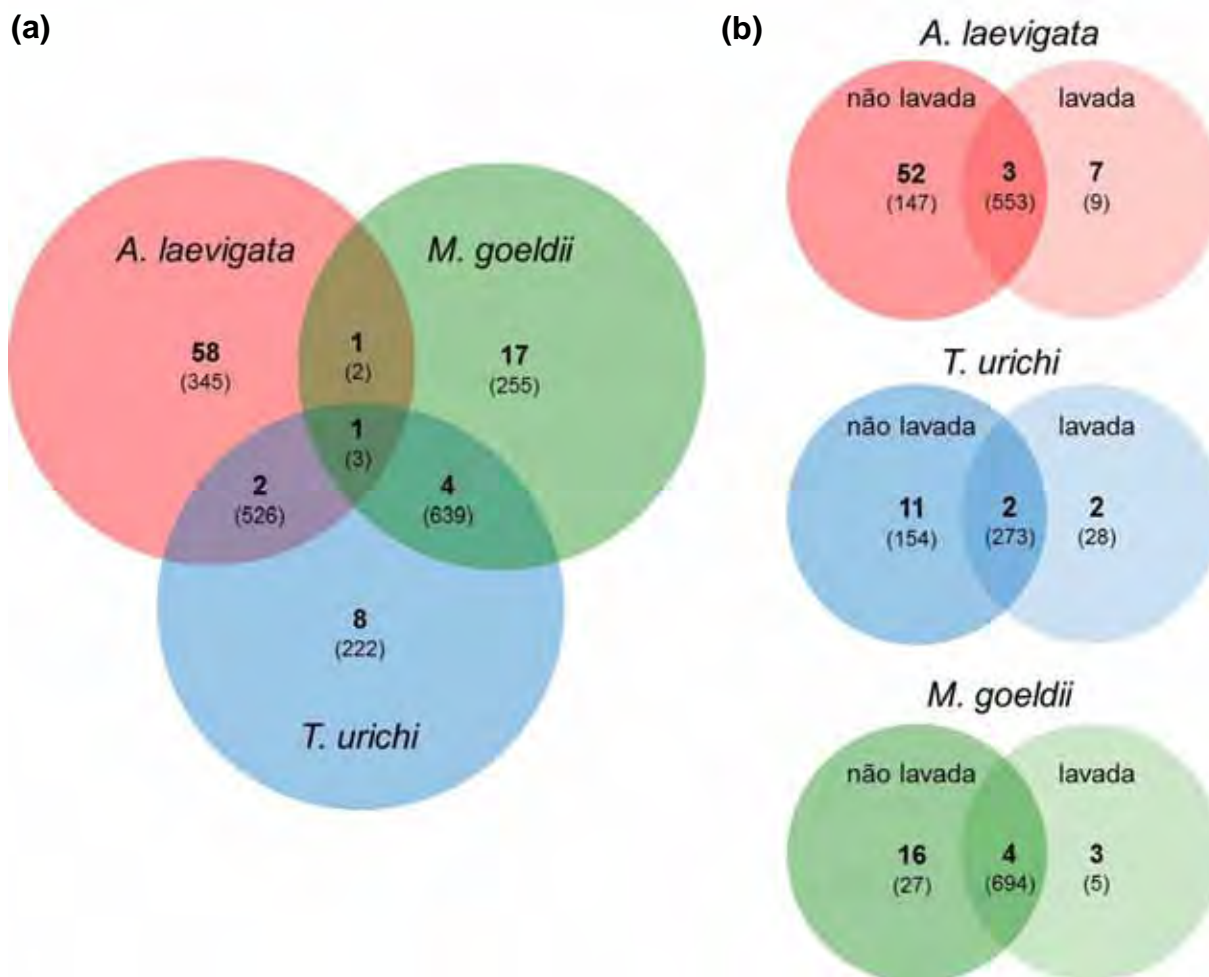 (a)
A. laevigata
M. goeldii
58
(345)
1
(2)
17
(255)
1
(3)
2
(526)
4
(639)
8
(222)
T. urichi
(b)
A. laevigata
não lavada
lavada
52
(147)
3
(553)
7
(9)
T. urichi
não lavada
lavada
11
(154)
2
(273)
2
(28)
M. goeldii
não lavada
lavada
16
(27)
4
(694)
3
(5)